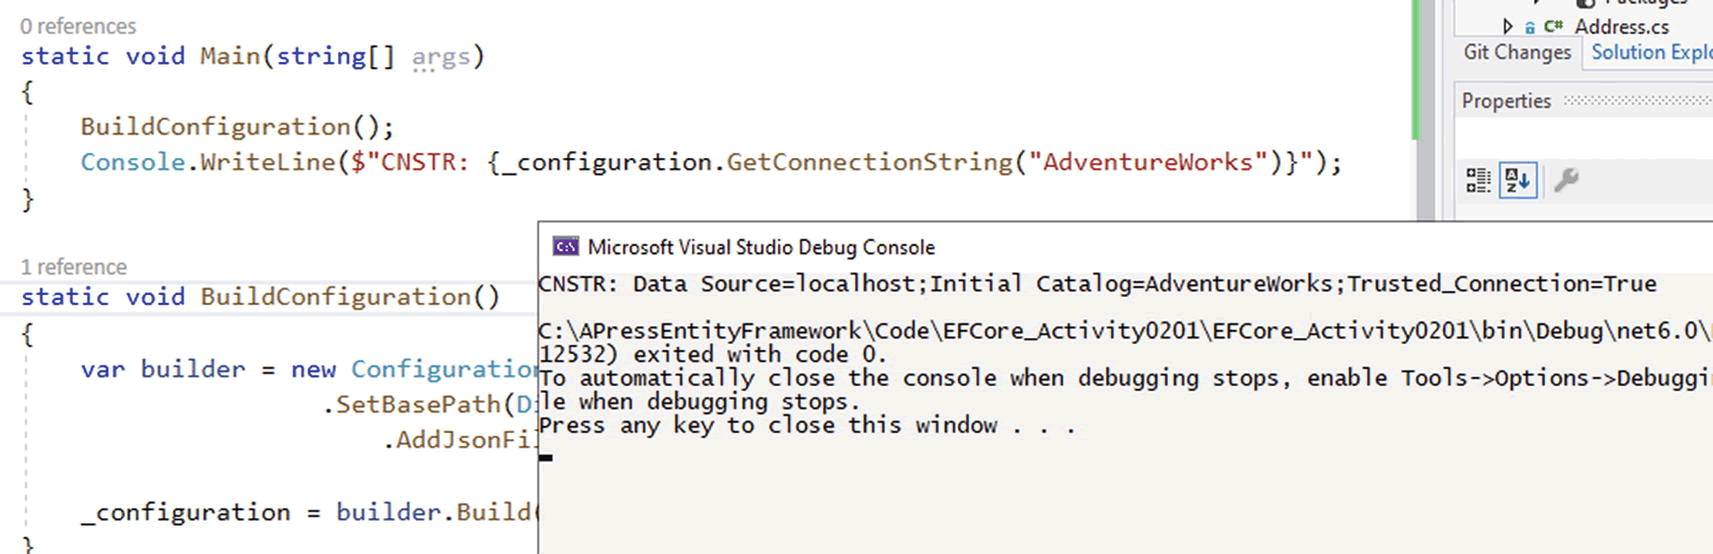 0 references
static void Main(string[] args)
{
BuildConfiguration();
Console.WriteLine($"CNSTR: {_configuration.GetConnectionString("AdventureWorks")}");
}
1 reference
static void BuildConfiguration()
{
var builder = new Configuration
.SetBasePath(Di
.AddJsonFil
_configuration = builder.Build(
}
Microsoft Visual Studio Debug Console
CNSTR: Data Source=localhost;Initial Catalog=AdventureWorks;Trusted_Connection=True
C:\APressEntityFramework\Code\EFCore_Activity0201\EFCore_Activity0201\bin\Debug\net6.0\
12532) exited with code 0.
To automatically close the console when debugging stops, enable Tools->Options->Debuggi
le when debugging stops.
Press any key to close this window . . .
Packages
C# Address.cs
Git Changes Solution Explo
Properties